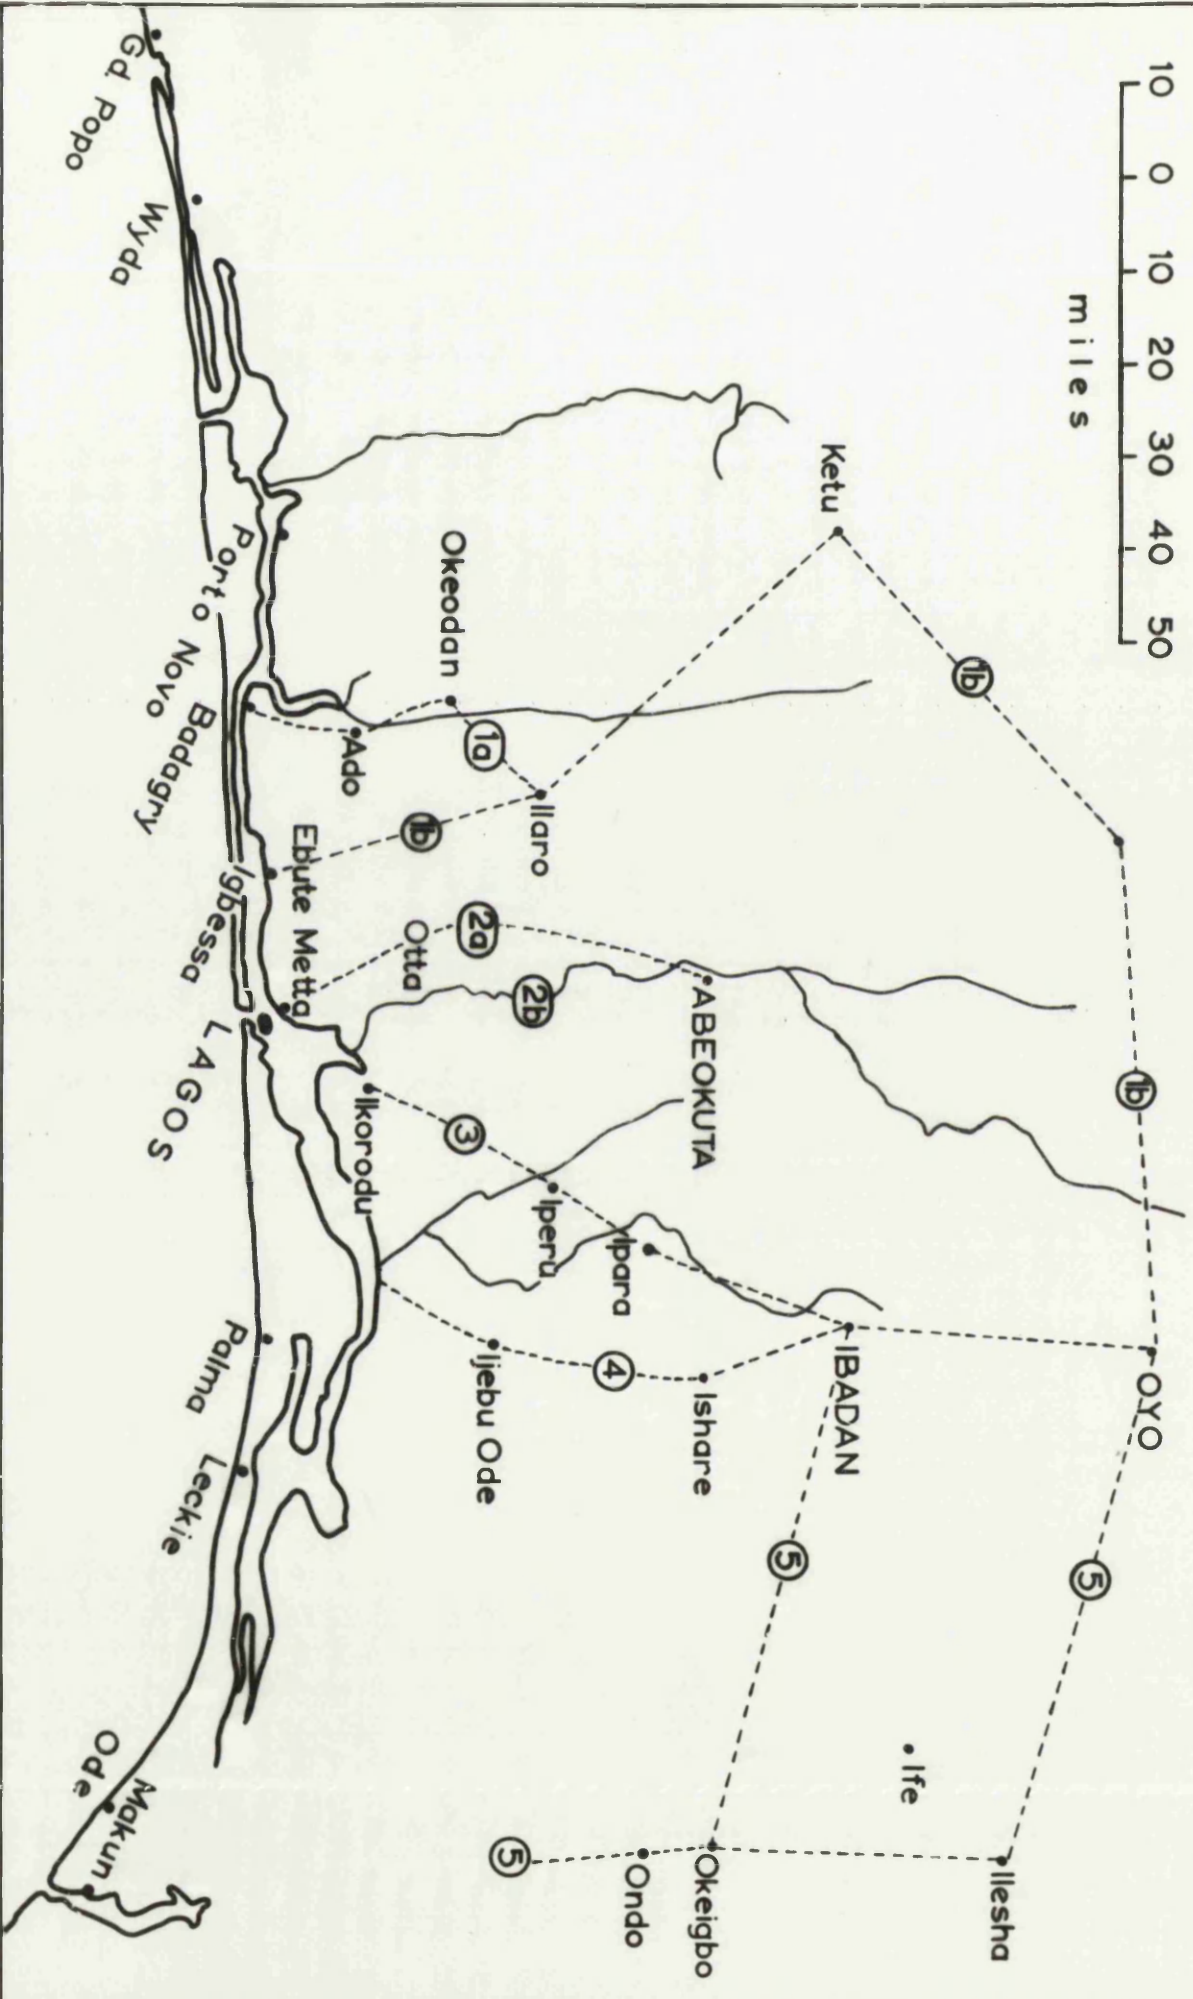 10 0 10 20 30 40 50
miles
OYO
1b
1b
5
Ketu
Ife
Ilesha
IBADAN
5
ABEOKUTA
Ishare
Okeigbo
Ipara
Ondo
4
Ilaro
Iperu
2b
5
Okeodan
1a
2a
3
Ijebu Ode
1b
Otta
Ado
Ikorodu
Ebute Metta
Gd. Popo
Wyda
Porto Novo
Badagry
Igbessa
LAGOS
Palma
Leckie
Makun
Ode